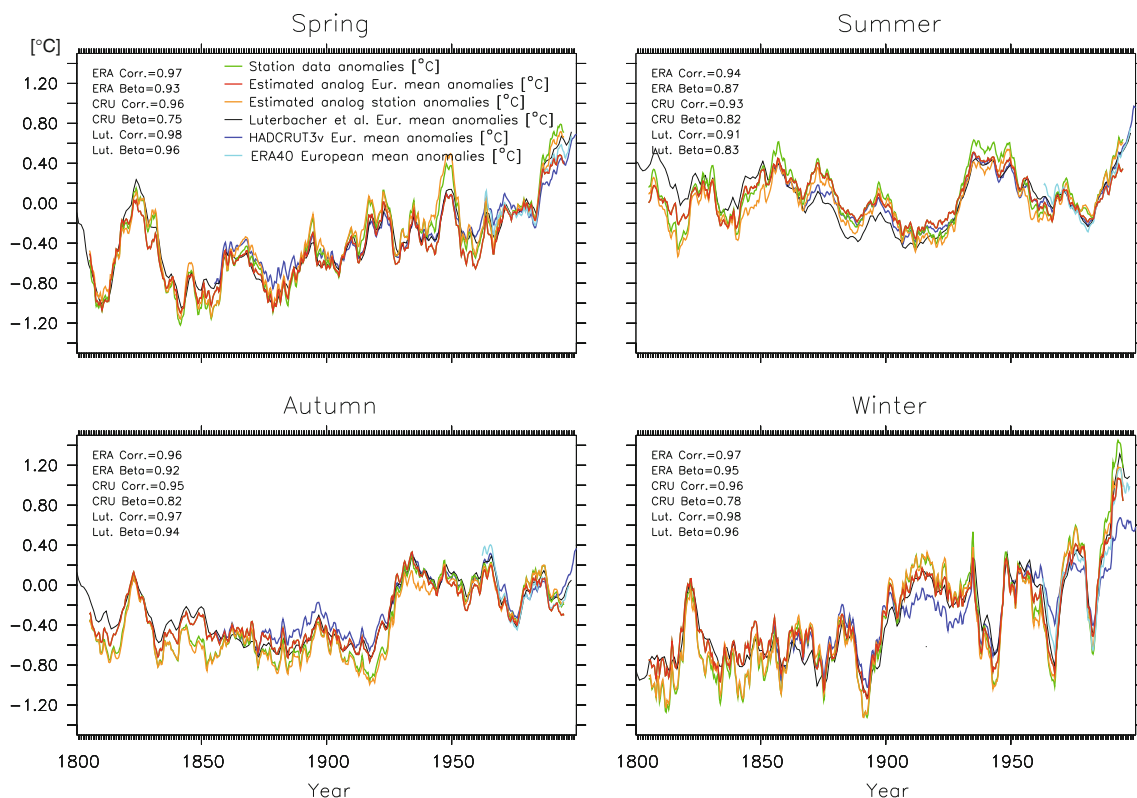 Spring
[°C]
1.20
0.80
0.40
0.00
−0.40
−0.80
−1.20
ERA Corr.=0.97
ERA Beta=0.93
CRU Corr.=0.96
CRU Beta=0.75
Lut. Corr.=0.98
Lut. Beta=0.96
Station data anomalies [°C]
Estimated analog Eur. mean anomalies [°C]
Estimated analog station anomalies [°C]
Luterbacher et al. Eur. mean anomalies [°C]
HADCRUT3v Eur. mean anomalies [°C]
ERA40 European mean anomalies [°C]
Summer
ERA Corr.=0.94
ERA Beta=0.87
CRU Corr.=0.93
CRU Beta=0.82
Lut. Corr.=0.91
Lut. Beta=0.83
Autumn
1.20
0.80
0.40
0.00
−0.40
−0.80
−1.20
ERA Corr.=0.96
ERA Beta=0.92
CRU Corr.=0.95
CRU Beta=0.82
Lut. Corr.=0.97
Lut. Beta=0.94
1800 1850 1900 1950
Year
Winter
ERA Corr.=0.97
ERA Beta=0.95
CRU Corr.=0.96
CRU Beta=0.78
Lut. Corr.=0.98
Lut. Beta=0.96
1800 1850 1900 1950
Year